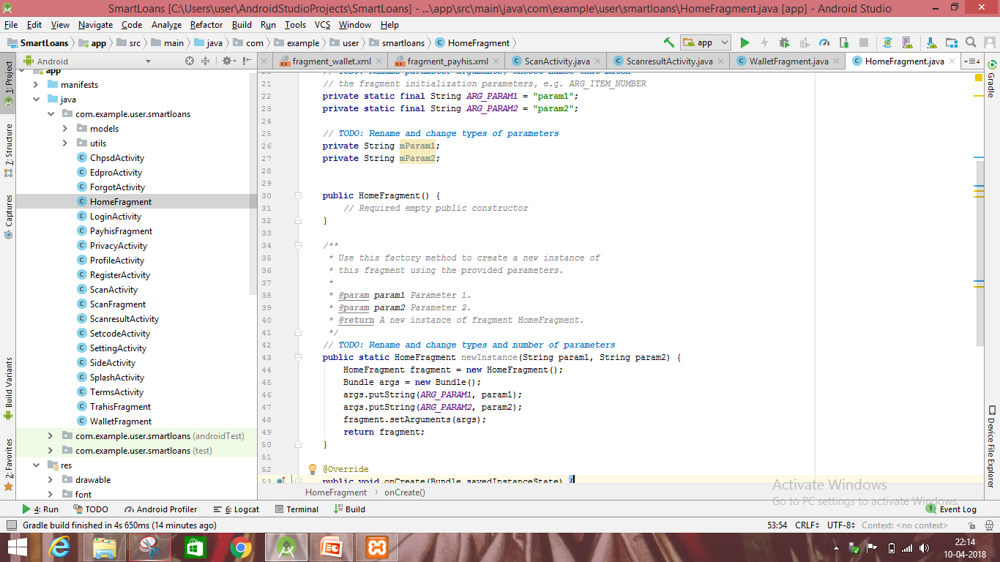 SmartLoans [C:\Users\user\AndroidStudioProjects\SmartLoans] - ...\app\src\main\java\com\example\user\smartloans\HomeFragment.java [app] - Android Studio
File Edit View Navigate Code Analyze Refactor Build Run Tools VCS Window Help
SmartLoans app src main java com example user smartloans HomeFragment app
Android
fragment_wallet.xml fragment_payhis.xml ScanActivity.java ScanresultActivity.java WalletFragment.java HomeFragment.java 4
1: Project
7: Structure
Captures
Build Variants
2: Favorites
app
manifests
java
com.example.user.smartloans
models
utils
ChpsdActivity
EdproActivity
ForgotActivity
HomeFragment
LoginActivity
PayhisFragment
PrivacyActivity
ProfileActivity
RegisterActivity
ScanActivity
ScanFragment
ScanresultActivity
SetcodeActivity
SettingActivity
SideActivity
SplashActivity
TermsActivity
TrahisFragment
WalletFragment
com.example.user.smartloans (androidTest)
com.example.user.smartloans (test)
res
drawable
font
20 // TODO: Rename parameter arguments, choose names that match
21 // the fragment initialization parameters, e.g. ARG_ITEM_NUMBER
22 private static final String ARG_PARAM1 = "param1";
23 private static final String ARG_PARAM2 = "param2";
24
25 // TODO: Rename and change types of parameters
26 private String mParam1;
27 private String mParam2;
28
29
30 public HomeFragment() {
31 // Required empty public constructor
32 }
33
34 /**
35 * Use this factory method to create a new instance of
36 * this fragment using the provided parameters.
37 *
38 * @param param1 Parameter 1.
39 * @param param2 Parameter 2.
40 * @return A new instance of fragment HomeFragment.
41 */
42 // TODO: Rename and change types and number of parameters
43 public static HomeFragment newInstance(String param1, String param2) {
44 HomeFragment fragment = new HomeFragment();
45 Bundle args = new Bundle();
46 args.putString(ARG_PARAM1, param1);
47 args.putString(ARG_PARAM2, param2);
48 fragment.setArguments(args);
49 return fragment;
50 }
51
52 @Override
53 public void onCreate(Bundle savedInstanceState) {
HomeFragment onCreate()
Gradle
Device File Explorer
Activate Windows
Go to PC settings to activate Windows.
4: Run TODO Android Profiler 6: Logcat Terminal Build 1 Event Log
Gradle build finished in 4s 650ms (14 minutes ago) 53:54 CRLF UTF-8 Context: <no context>
22:14
10-04-2018